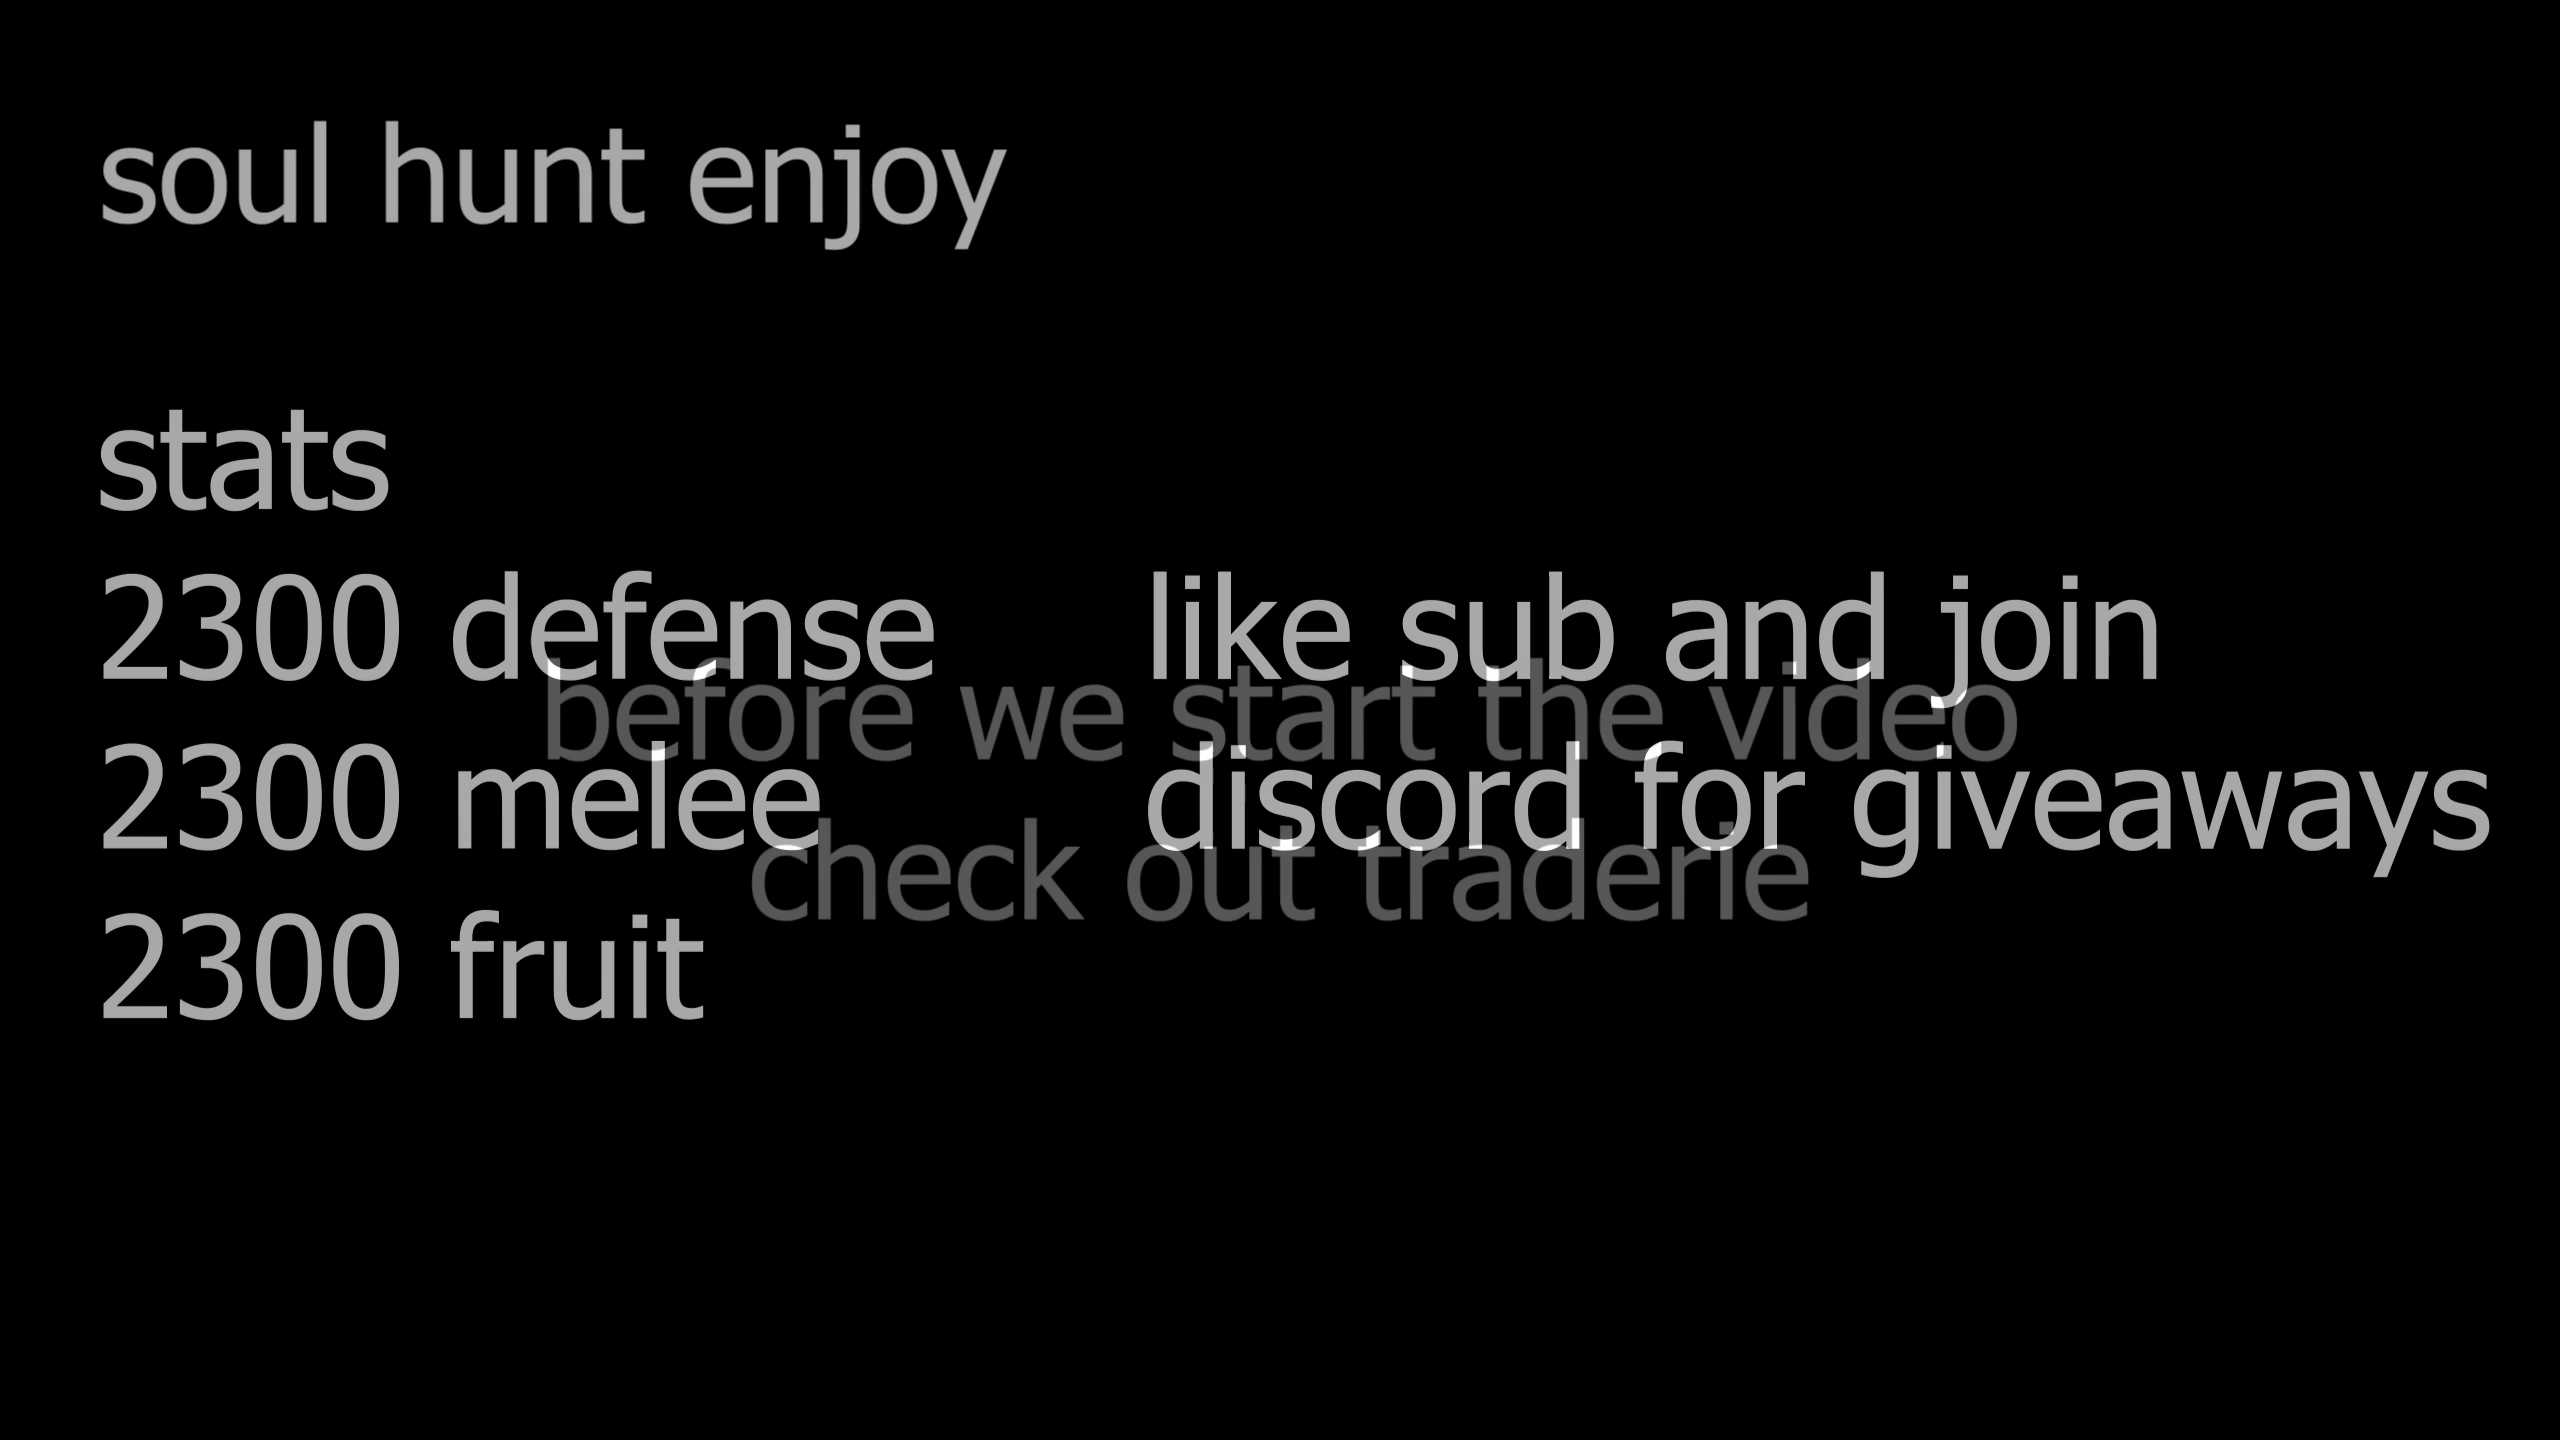 soul hunt enjoy
stats
2300 defense
2300 melee
2300 fruit
like sub and join
discord for giveaways
before we start the video
check out traderie